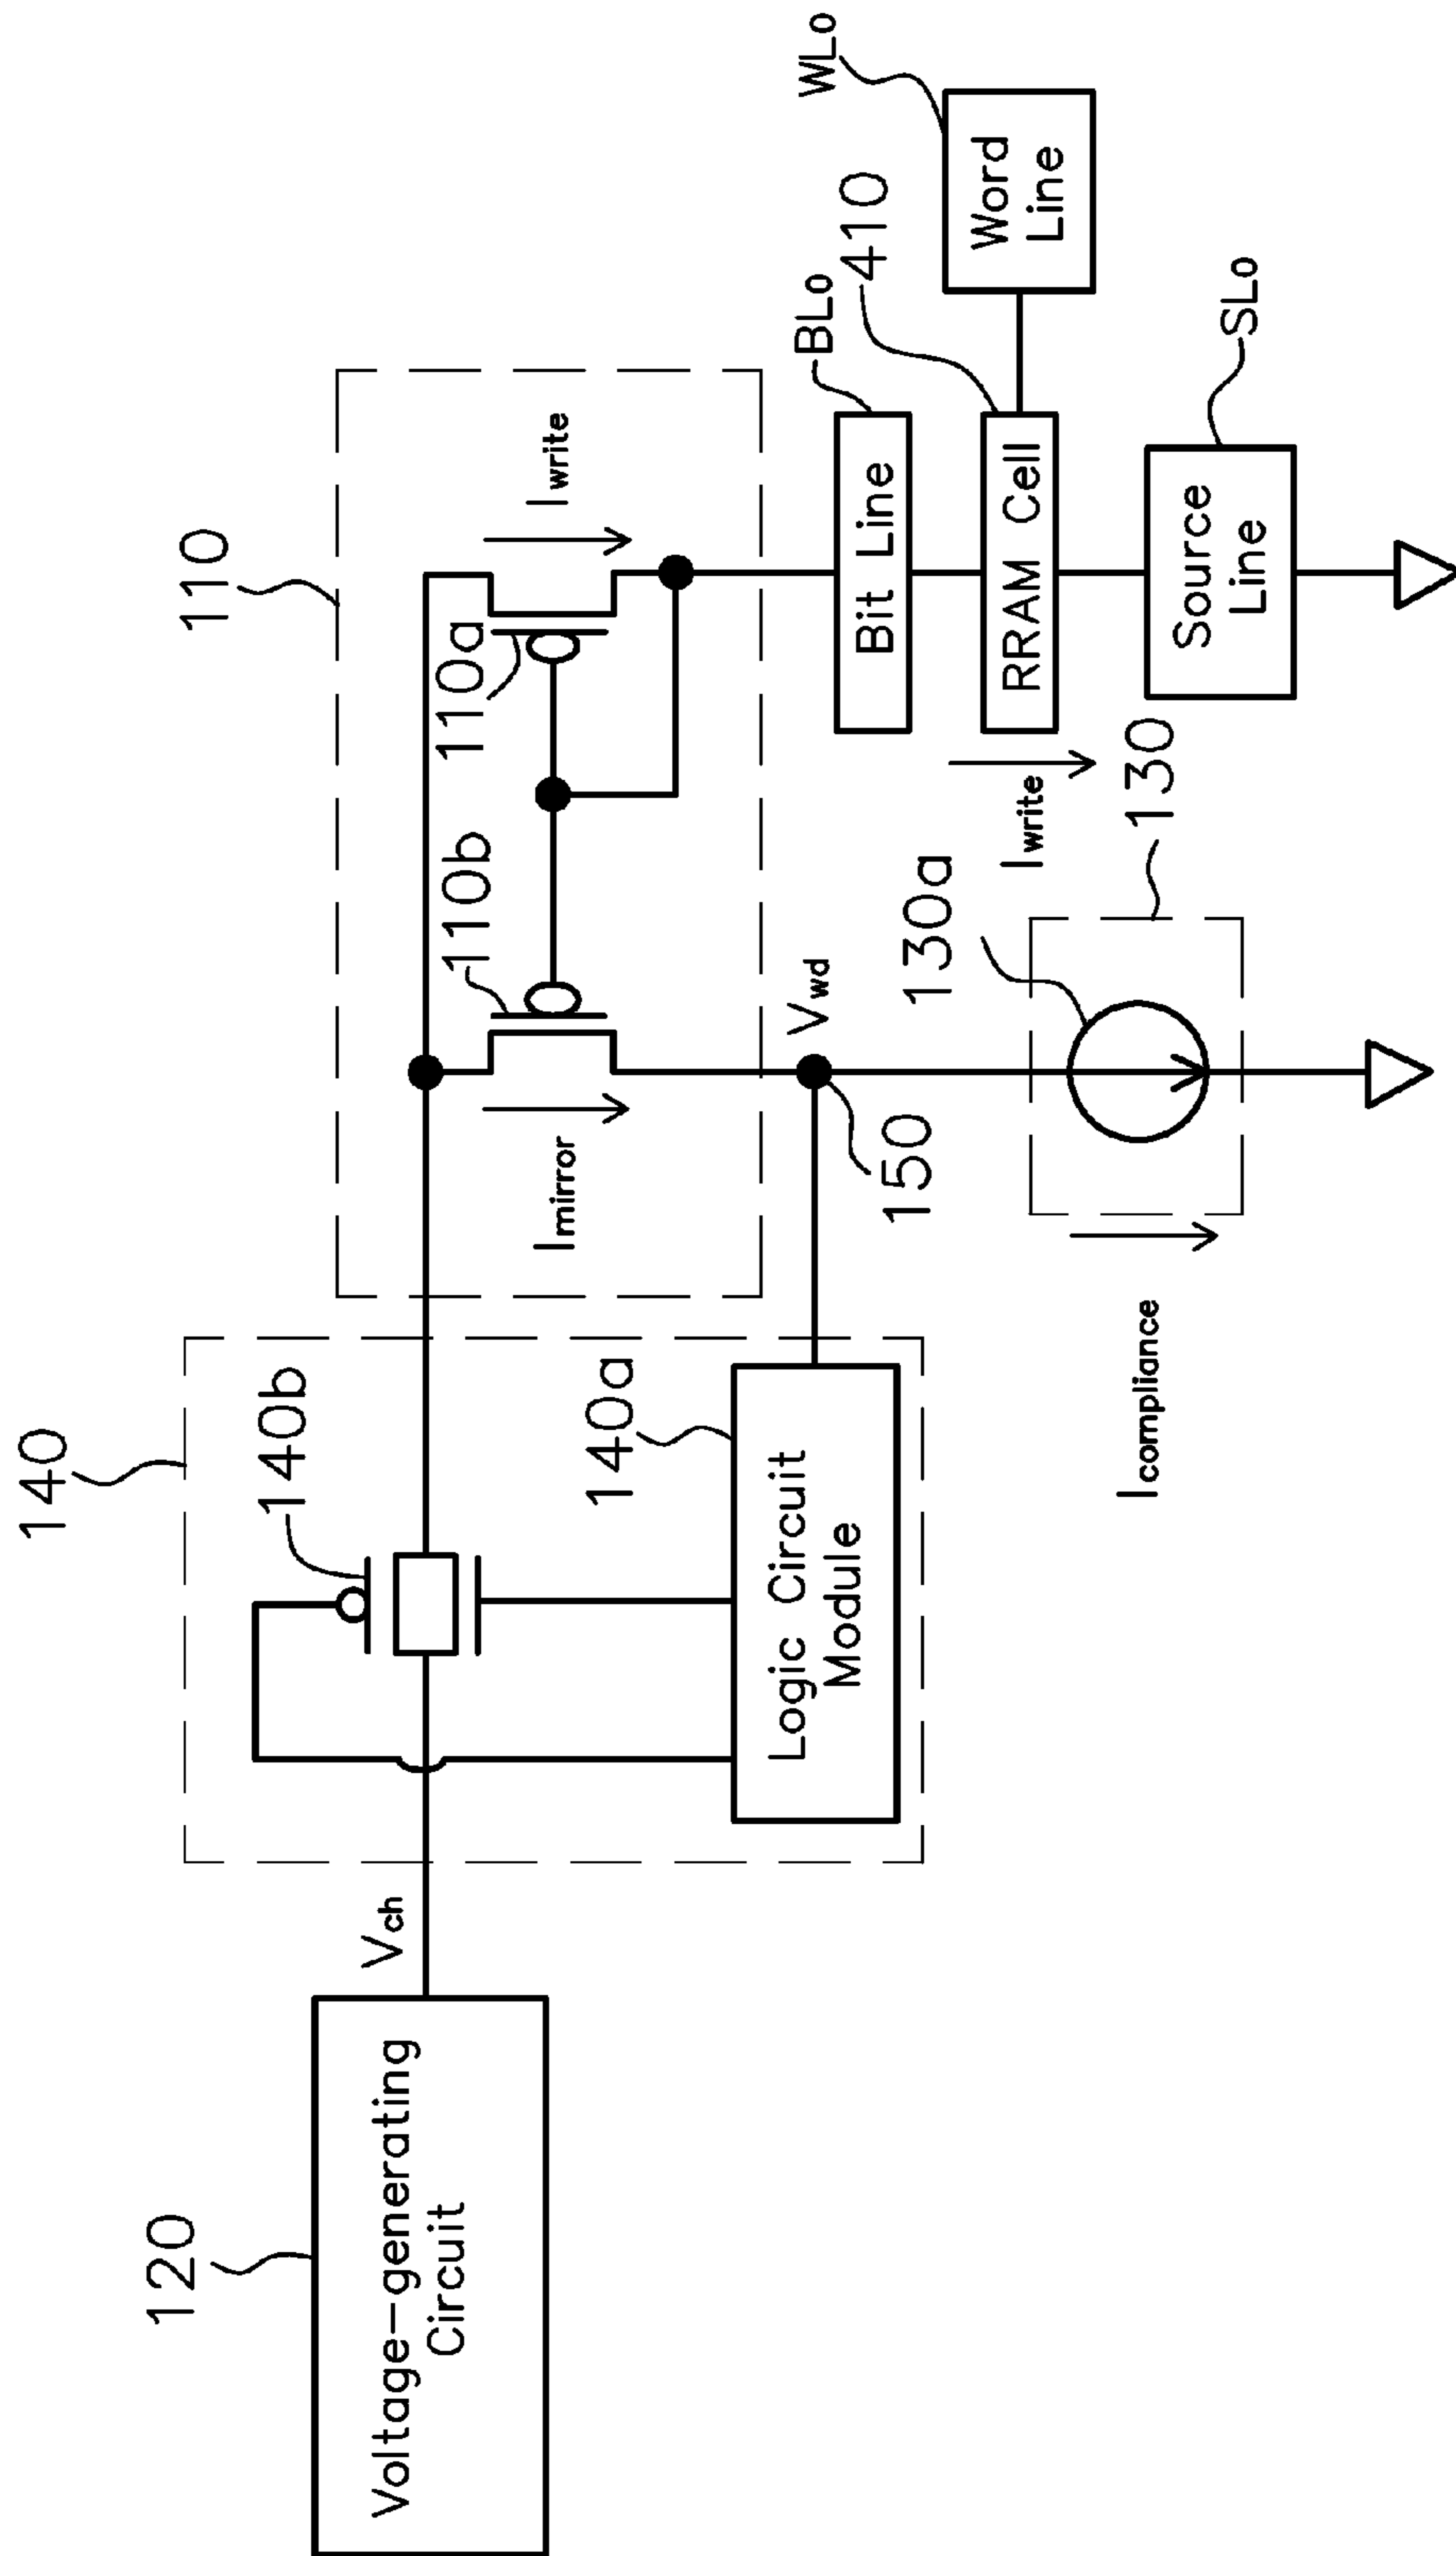 120
Voltage-generating
Circuit
Vch
140
140b
140a
Logic Circuit
Module
110
110b
110a
Imirror
Iwrite
Vwd
150
130a
130
Icompliance
BL0
Bit Line
410
RRAM Cell
Iwrite
WL0
Word
Line
Source
Line
SL0